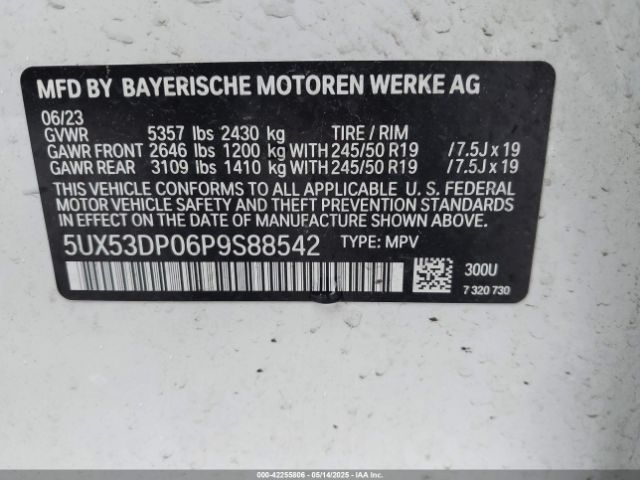 MFD BY BAYERISCHE MOTOREN WERKE AG
06/23
GVWR 5357 lbs 2430 kg TIRE / RIM
GAWR FRONT 2646 lbs 1200 kg WITH 245/50 R19 /7.5J x 19
GAWR REAR 3109 lbs 1410 kg WITH 245/50 R19 /7.5J x 19
THIS VEHICLE CONFORMS TO ALL APPLICABLE U. S. FEDERAL
MOTOR VEHICLE SAFETY AND THEFT PREVENTION STANDARDS
IN EFFECT ON THE DATE OF MANUFACTURE SHOWN ABOVE.
5UX53DP06P9S88542 TYPE: MPV
300U
7 320 730
000-42255806 - 05/14/2025 - IAAI Branch